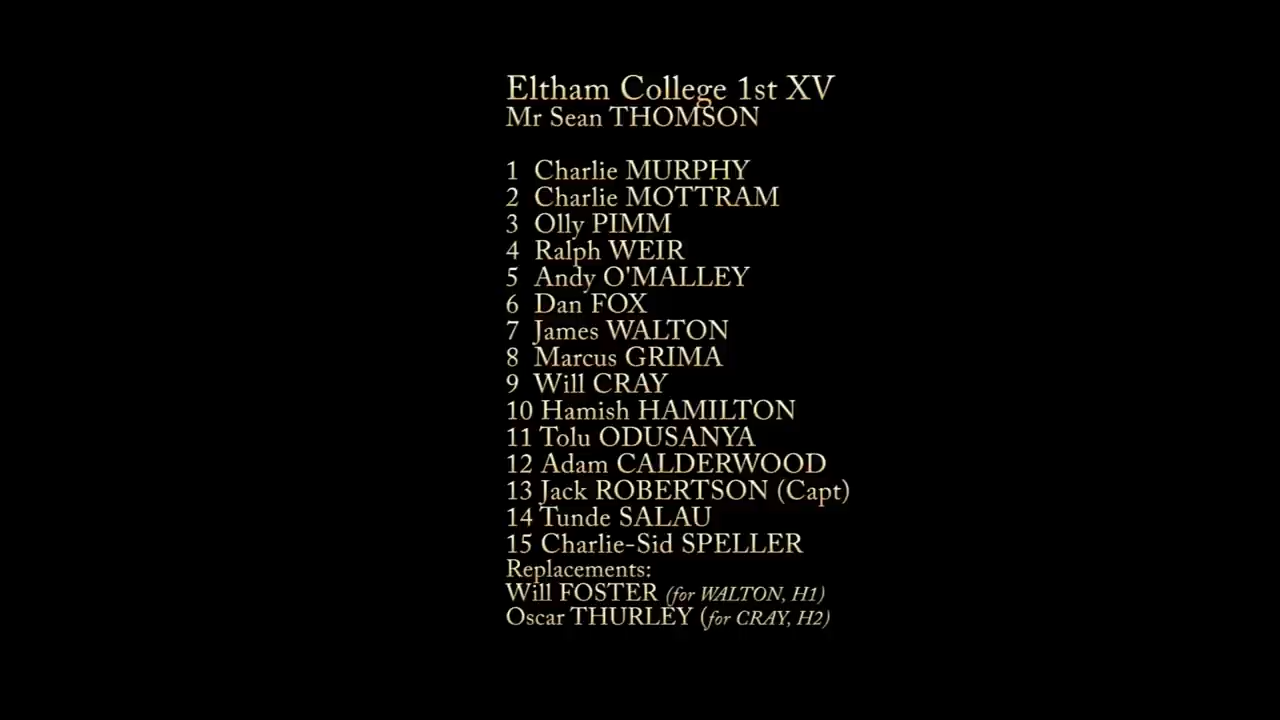 Eltham College 1st XV
Mr Sean THOMSON
1 Charlie MURPHY
2 Charlie MOTTRAM
3 Olly PIMM
4 Ralph WEIR
5 Andy O'MALLEY
6 Dan FOX
7 James WALTON
8 Marcus GRIMA
9 Will CRAY
10 Hamish HAMILTON
11 Tolu ODUSANYA
12 Adam CALDERWOOD
13 Jack ROBERTSON (Capt)
14 Tunde SALAU
15 Charlie-Sid SPELLER
Replacements:
Will FOSTER (for WALTON, H1)
Oscar THURLEY (for CRAY, H2)